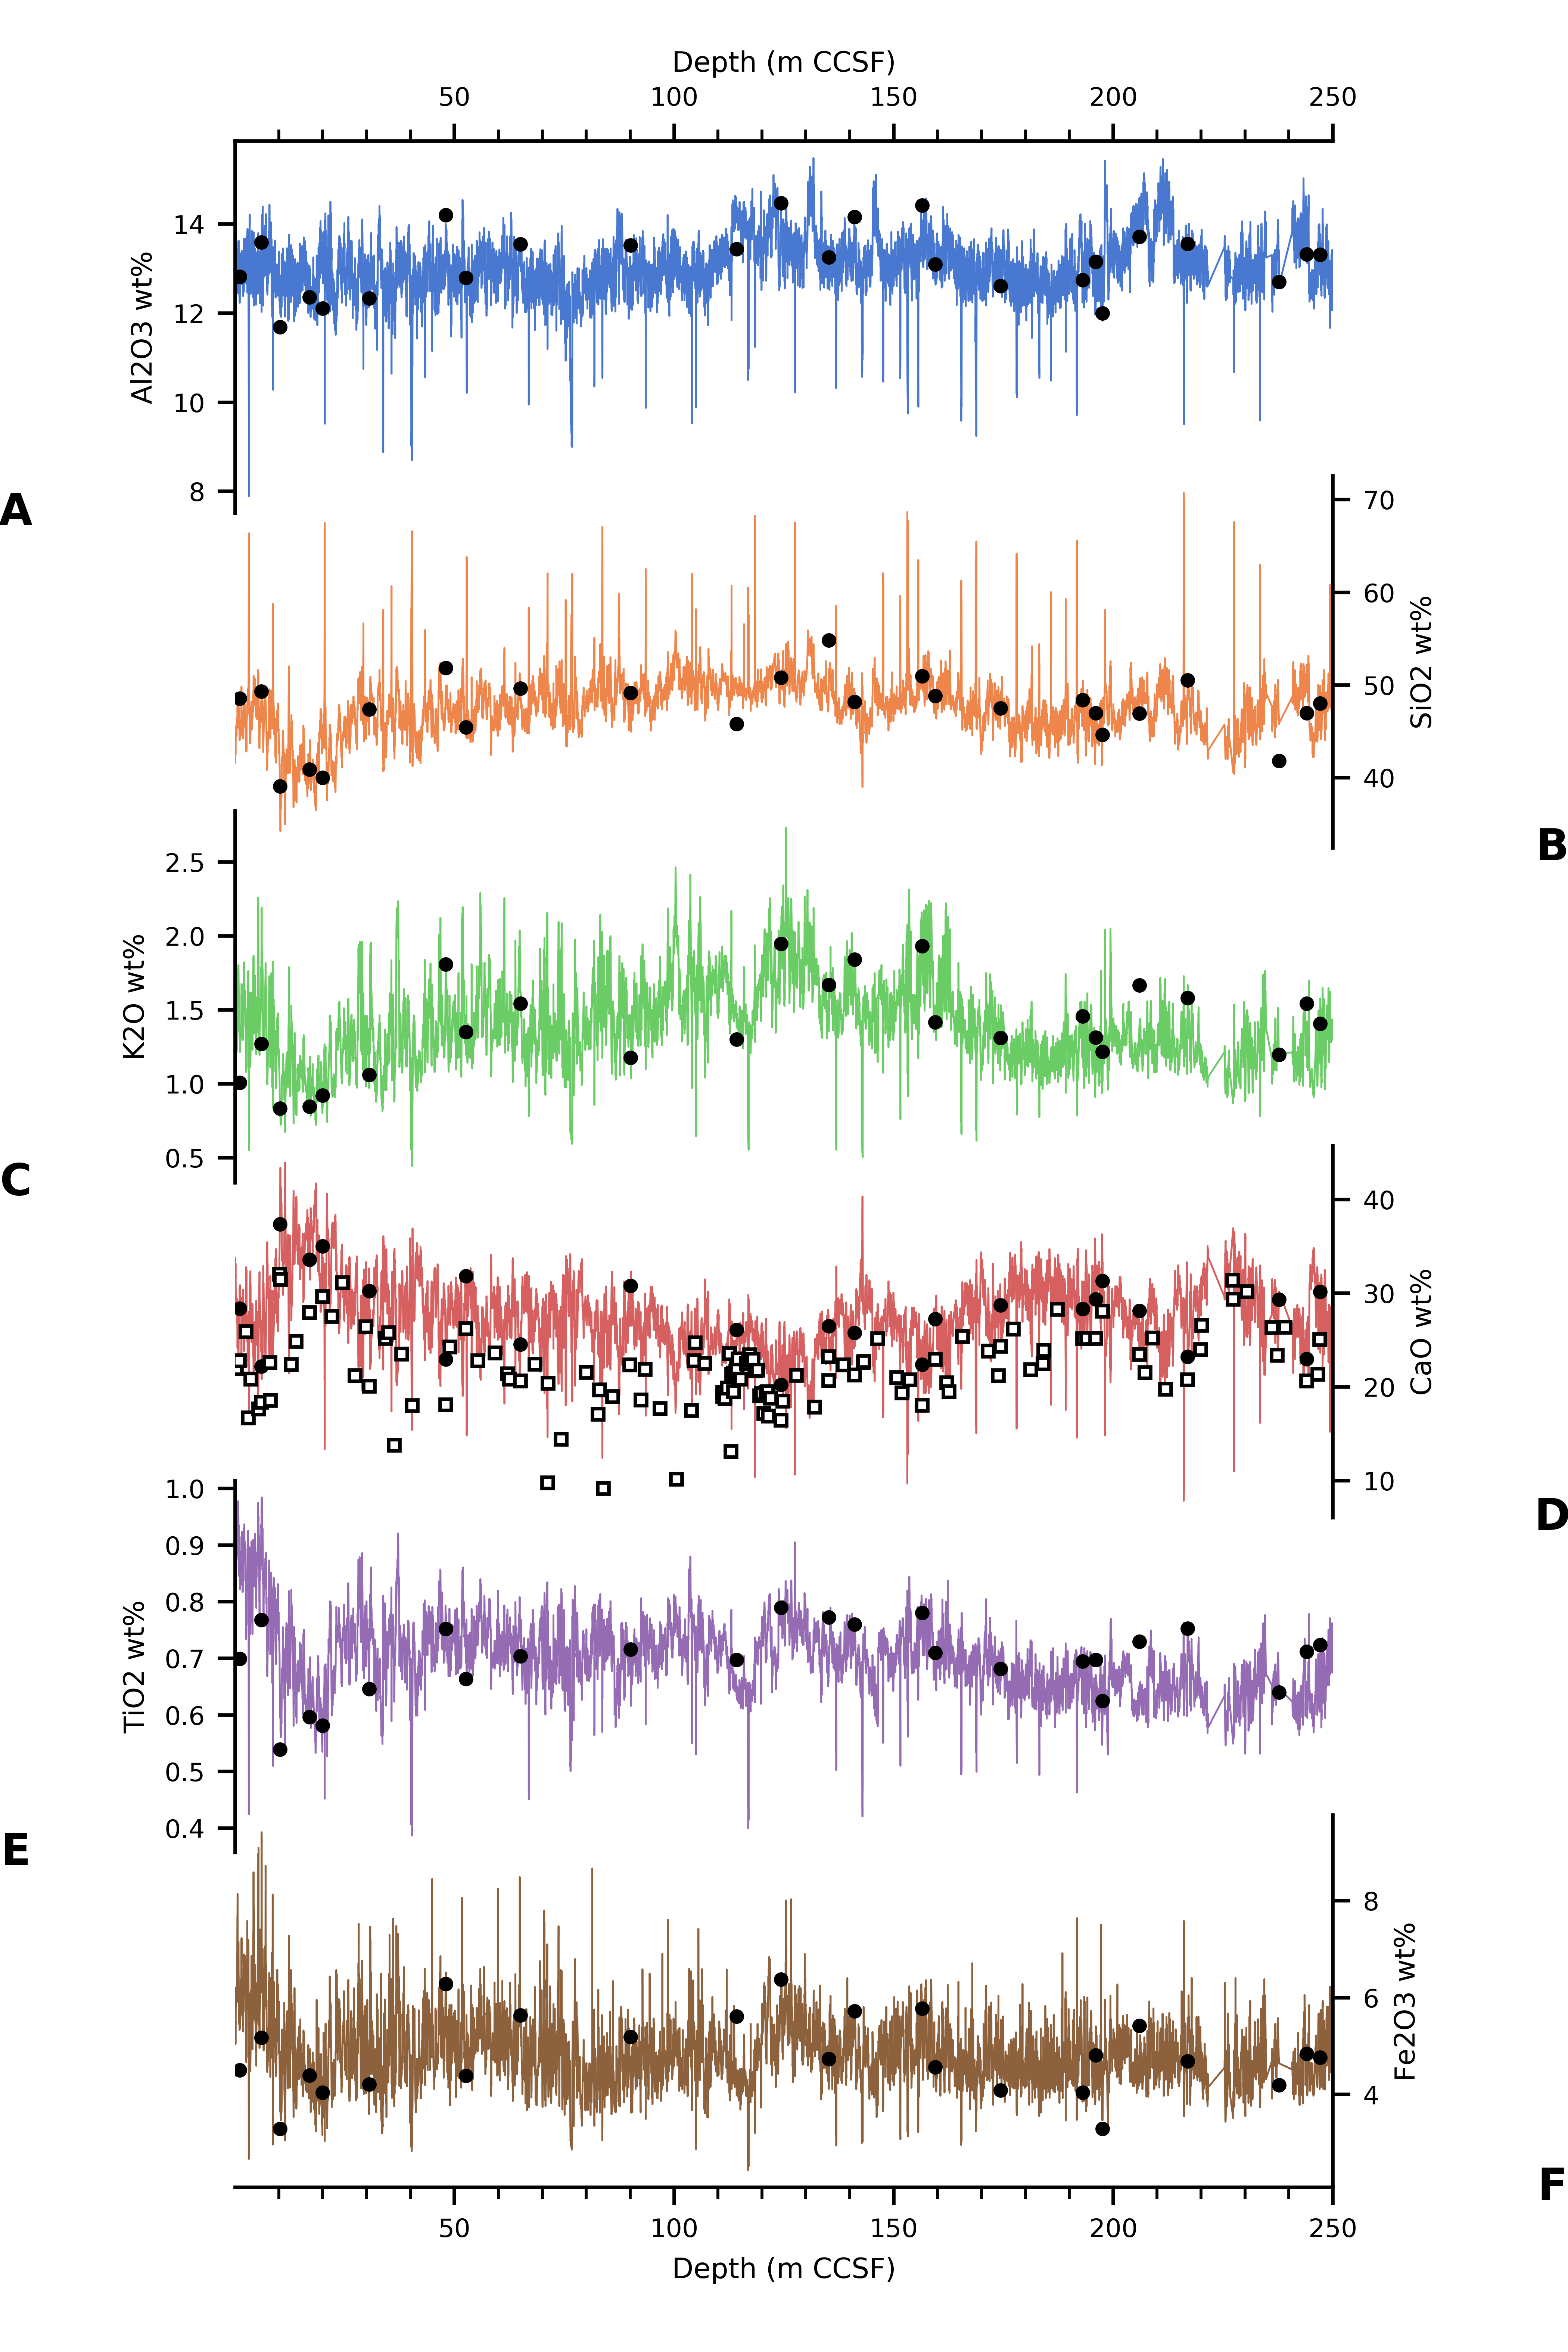 Depth (m CCSF)
50 100 150 200 250
14
12
10
8
Al2O3 wt%
A
70
60
50
40
SiO2 wt%
B
2.5
2.0
1.5
1.0
0.5
K2O wt%
C
40
30
20
10
CaO wt%
D
1.0
0.9
0.8
0.7
0.6
0.5
0.4
TiO2 wt%
E
8
6
4
Fe2O3 wt%
F
50 100 150 200 250
Depth (m CCSF)